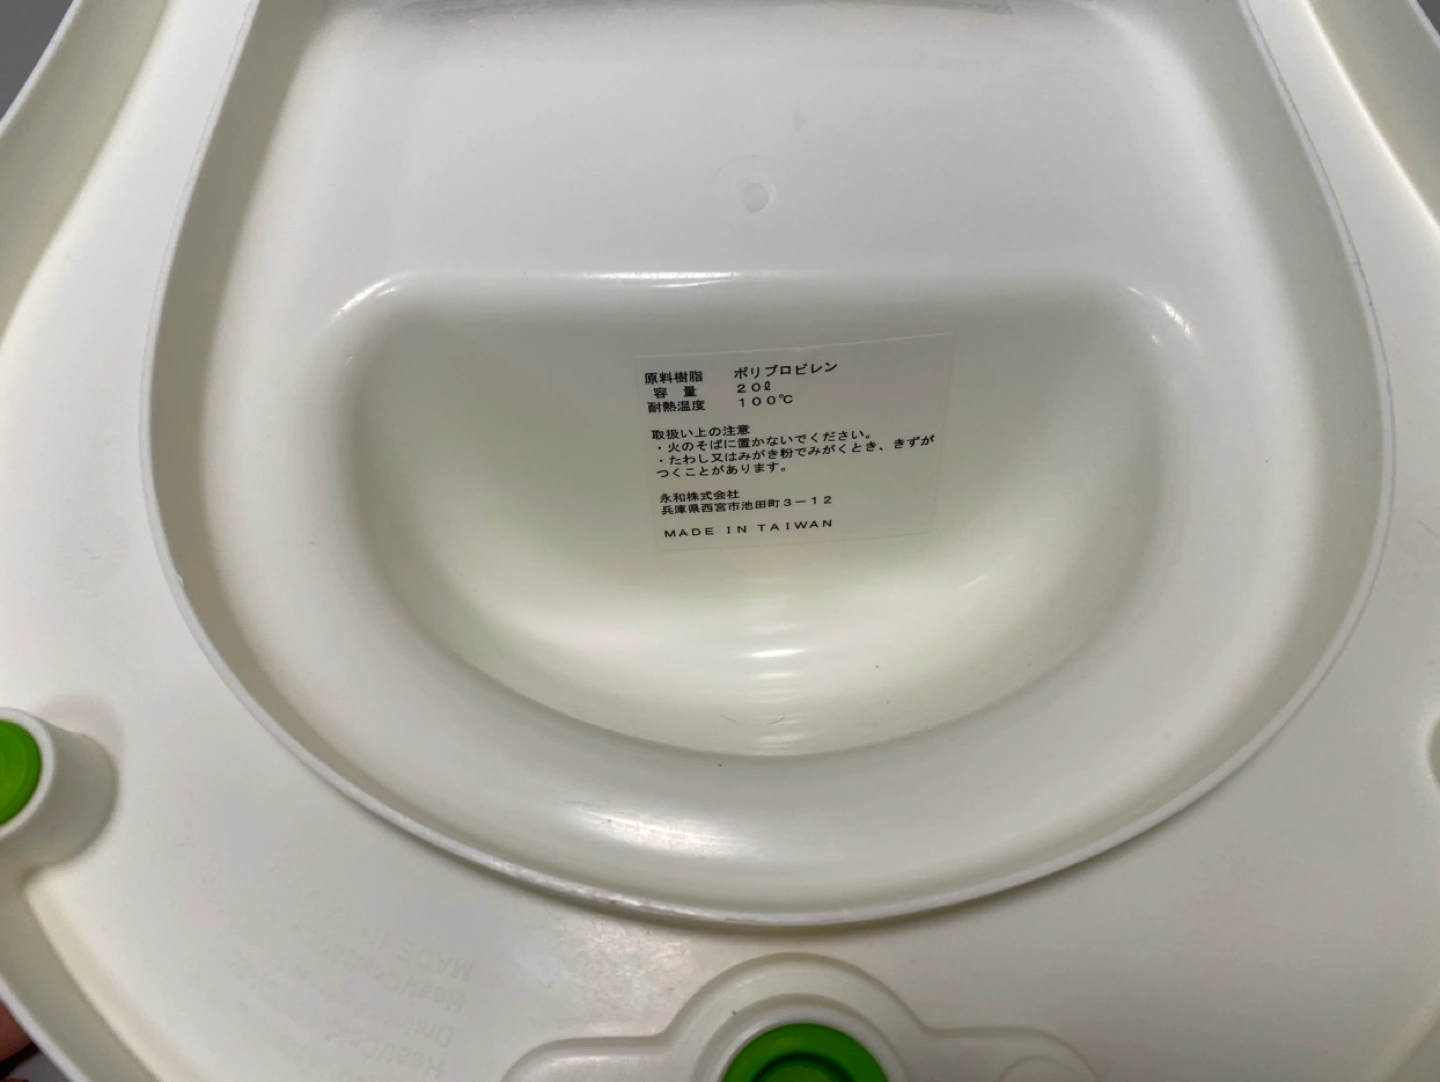 原料樹脂 ポリプロピレン
容 量 20ℓ
耐熱温度 100℃
取扱い上の注意
・火のそばに置かないでください。
・たわし又はみがき粉でみがくとき、きずが
つくことがあります。
永和株式会社
兵庫県西宮市池田町3－12
MADE IN TAIWAN